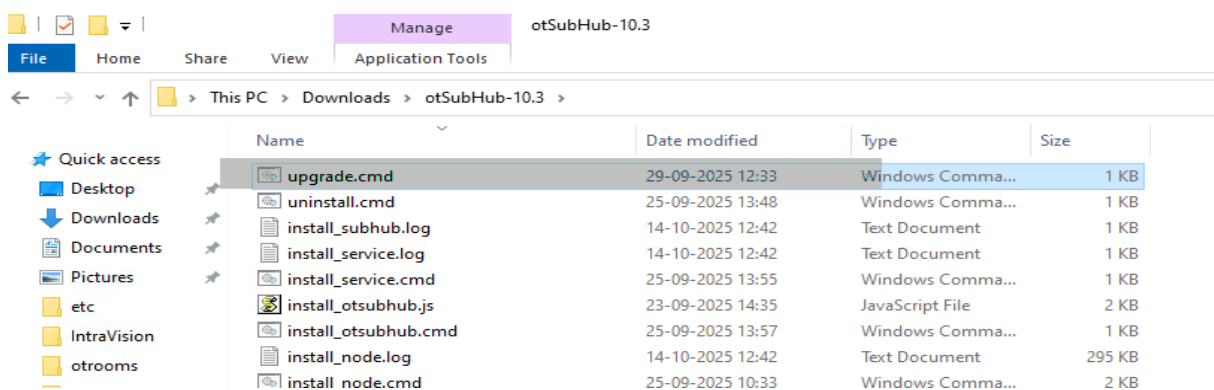 Manage otSubHub-10.3
File Home Share View Application Tools
This PC > Downloads > otSubHub-10.3 >
Name Date modified Type Size
Quick access
Desktop
Downloads
Documents
Pictures
etc
IntraVision
otrooms
upgrade.cmd 29-09-2025 12:33 Windows Comma... 1 KB
uninstall.cmd 25-09-2025 13:48 Windows Comma... 1 KB
install_subhub.log 14-10-2025 12:42 Text Document 1 KB
install_service.log 14-10-2025 12:42 Text Document 1 KB
install_service.cmd 25-09-2025 13:55 Windows Comma... 1 KB
install_otsubhub.js 23-09-2025 14:35 JavaScript File 2 KB
install_otsubhub.cmd 25-09-2025 13:57 Windows Comma... 1 KB
install_node.log 14-10-2025 12:42 Text Document 295 KB
install_node.cmd 25-09-2025 10:33 Windows Comma... 2 KB